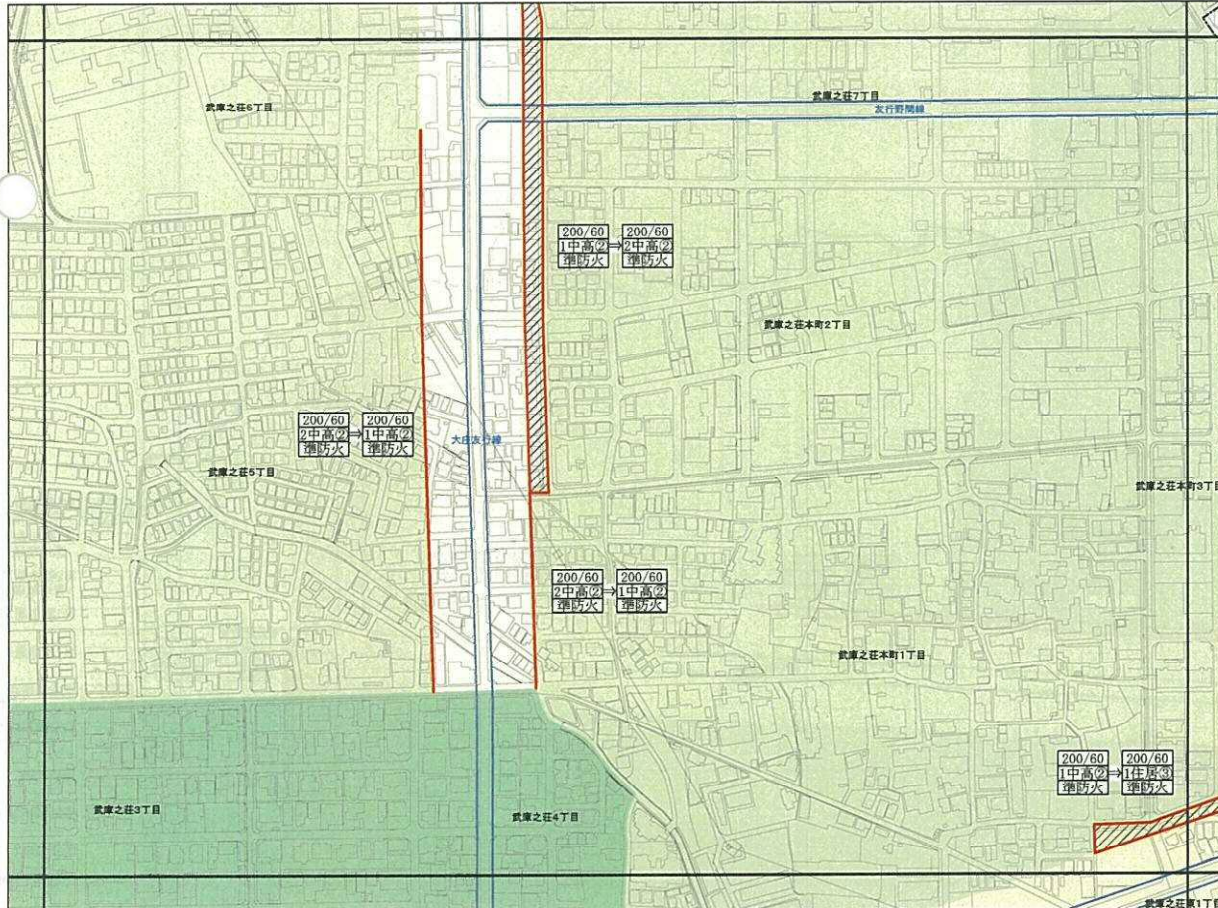 武庫之荘6丁目
武庫之荘7丁目
友行野間線
200/60 200/60
1中高②⇒2中高②
準防火 準防火
武庫之荘本町2丁目
200/60 200/60
2中高②⇒1中高②
準防火 準防火
大庄友行線
武庫之荘5丁目
武庫之荘本町3丁目
200/60 200/60
2中高②⇒1中高②
準防火 準防火
武庫之荘本町1丁目
200/60 200/60
1中高②⇒1住居③
準防火 準防火
武庫之荘3丁目
武庫之荘4丁目
武庫之荘東1丁目